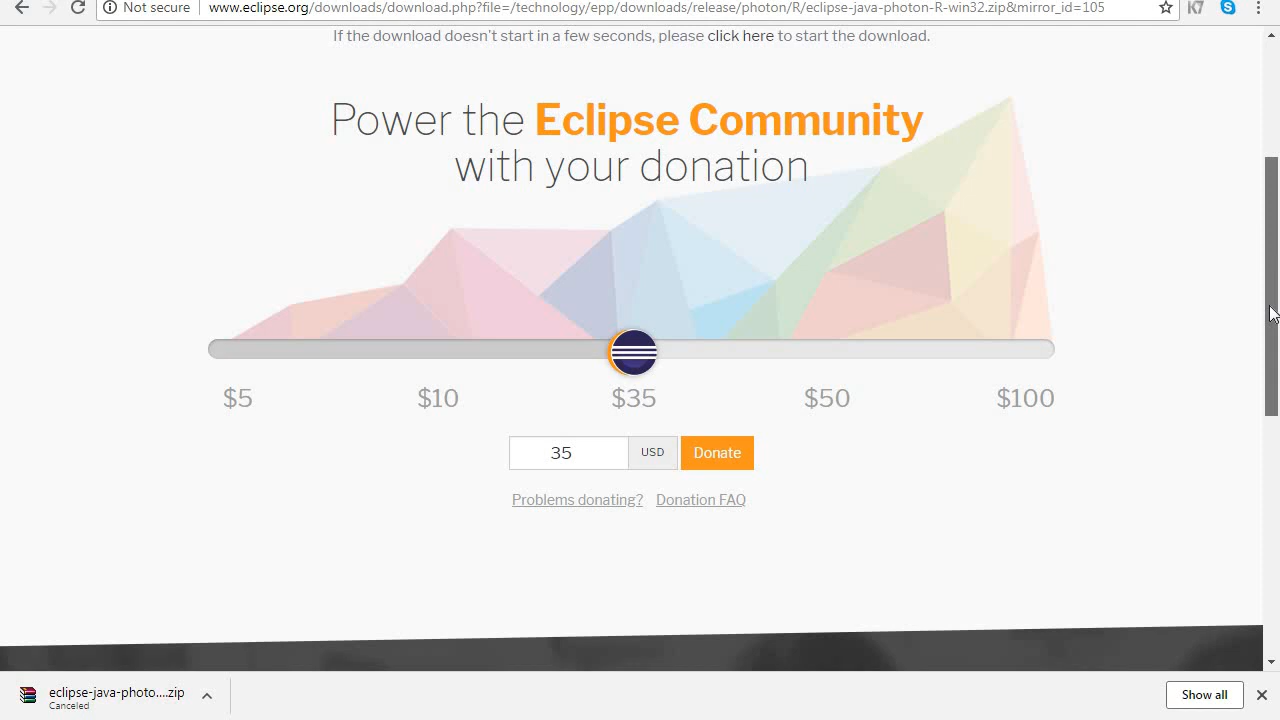 Not secure
www.eclipse.org/downloads/download.php?file=/technology/epp/downloads/release/photon/R/eclipse-java-photon-R-win32.zip&mirror_id=105
If the download doesn't start in a few seconds, please click here to start the download.
Power the Eclipse Community
with your donation
$5 $10 $35 $50 $100
35 USD Donate
Problems donating? Donation FAQ
eclipse-java-photo....zip
Canceled
Show all